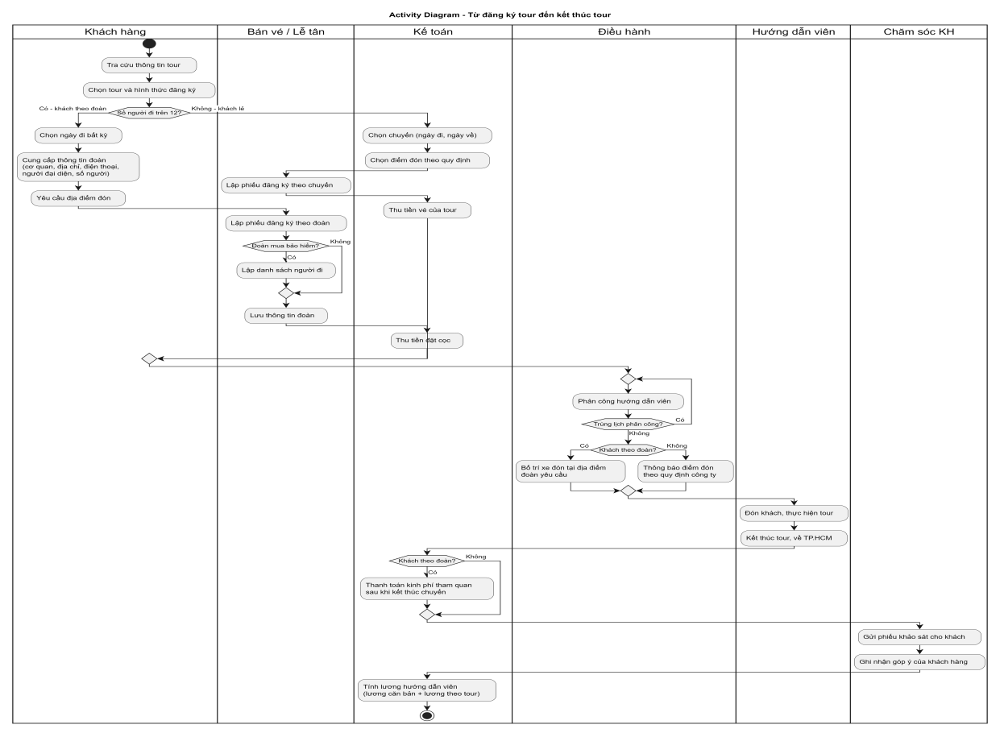 Activity Diagram - Từ đăng ký tour đến kết thúc tour
Khách hàng
Bán vé / Lễ tân
Kế toán
Điều hành
Hướng dẫn viên
Chăm sóc KH
Tra cứu thông tin tour
Chọn tour và hình thức đăng ký
Có - khách theo đoàn
Số người đi trên 12?
Không - khách lẻ
Chọn ngày đi bất kỳ
Chọn chuyến (ngày đi, ngày về)
Cung cấp thông tin đoàn
(cơ quan, địa chỉ, điện thoại,
người đại diện, số người)
Chọn điểm đón theo quy định
Lập phiếu đăng ký theo chuyến
Yêu cầu địa điểm đón
Thu tiền vé của tour
Lập phiếu đăng ký theo đoàn
Đoàn mua bảo hiểm?
Không
Có
Lập danh sách người đi
Lưu thông tin đoàn
Thu tiền đặt cọc
Phân công hướng dẫn viên
Trùng lịch phân công?
Có
Không
Có
Khách theo đoàn?
Không
Bố trí xe đón tại địa điểm
đoàn yêu cầu
Thông báo điểm đón
theo quy định công ty
Đón khách, thực hiện tour
Kết thúc tour, về TP.HCM
Khách theo đoàn?
Không
Có
Thanh toán kinh phí tham quan
sau khi kết thúc chuyến
Gửi phiếu khảo sát cho khách
Ghi nhận góp ý của khách hàng
Tính lương hướng dẫn viên
(lương căn bản + lương theo tour)